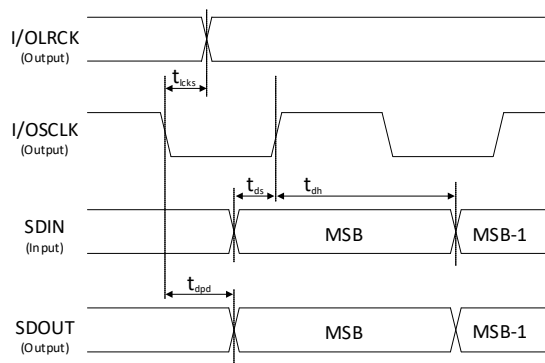 I/OLRCK
(Output)
t_lcks
I/OSCLK
(Output)
t_ds
t_dh
SDIN
(Input)
MSB
MSB-1
t_dpd
SDOUT
(Output)
MSB
MSB-1